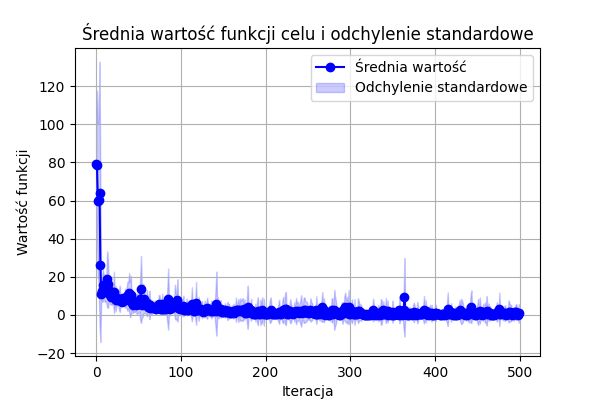 Średnia wartość funkcji celu i odchylenie standardowe
Średnia wartość
Odchylenie standardowe
Wartość funkcji
120
100
80
60
40
20
0
−20
0 100 200 300 400 500
Iteracja